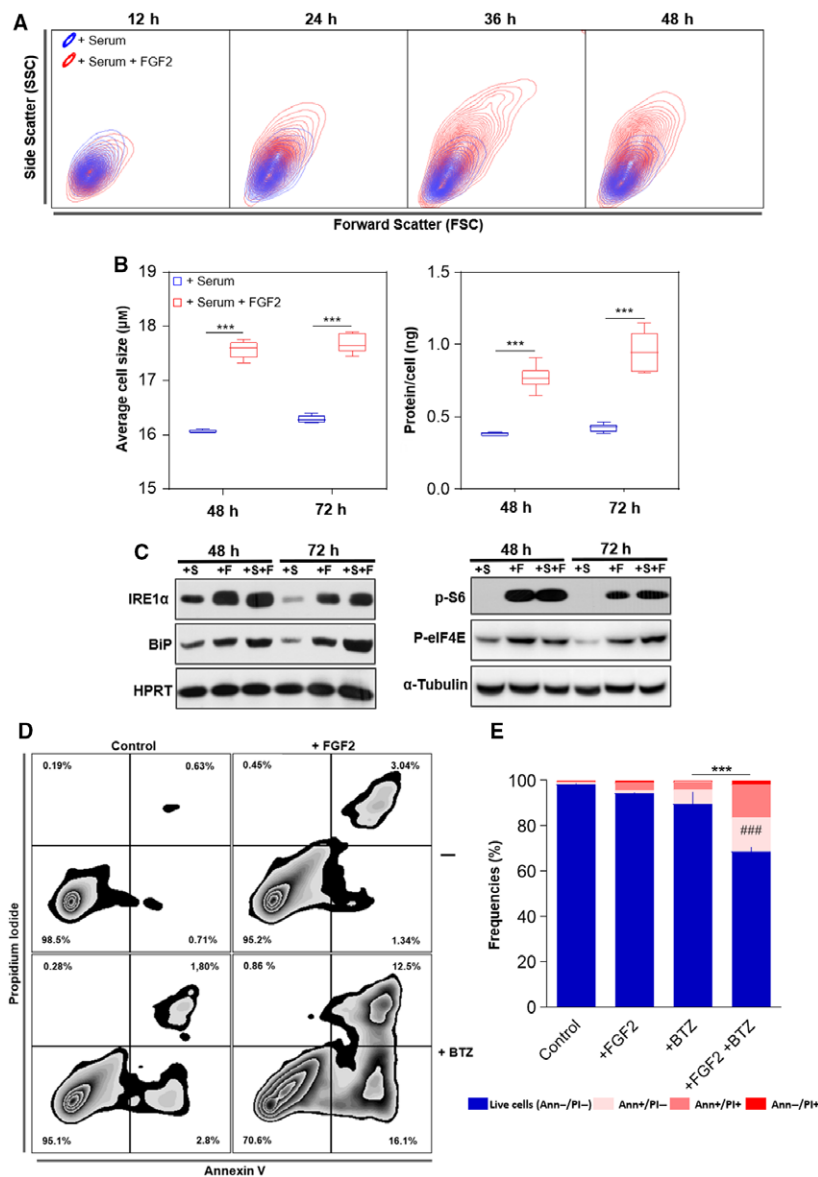 A
12 h 24 h 36 h 48 h
+ Serum
+ Serum + FGF2
Side Scatter (SSC)
Forward Scatter (FSC)
B
+ Serum
+ Serum + FGF2
Average cell size (µM)
19
18
17
16
15
*** ***
48 h 72 h
Protein/cell (ng)
1.5
1.0
0.5
0.0
*** ***
48 h 72 h
C
48 h 72 h
+S +F +S+F +S +F +S+F
IRE1α
BiP
HPRT
48 h 72 h
+S +F +S+F +S +F +S+F
p-S6
P-eIF4E
α-Tubulin
D
Control + FGF2
0.19% 0.63% 0.45% 3.04%
—
98.5% 0.71% 95.2% 1.34%
0.28% 1,80% 0.86 % 12.5%
+ BTZ
95.1% 2.8% 70.6% 16.1%
Propidium Iodide
Annexin V
E
***
###
Frequencies (%)
100
80
60
40
20
0
Control +FGF2 +BTZ +FGF2 +BTZ
Live cells (Ann–/PI–) Ann+/PI– Ann+/PI+ Ann–/PI+